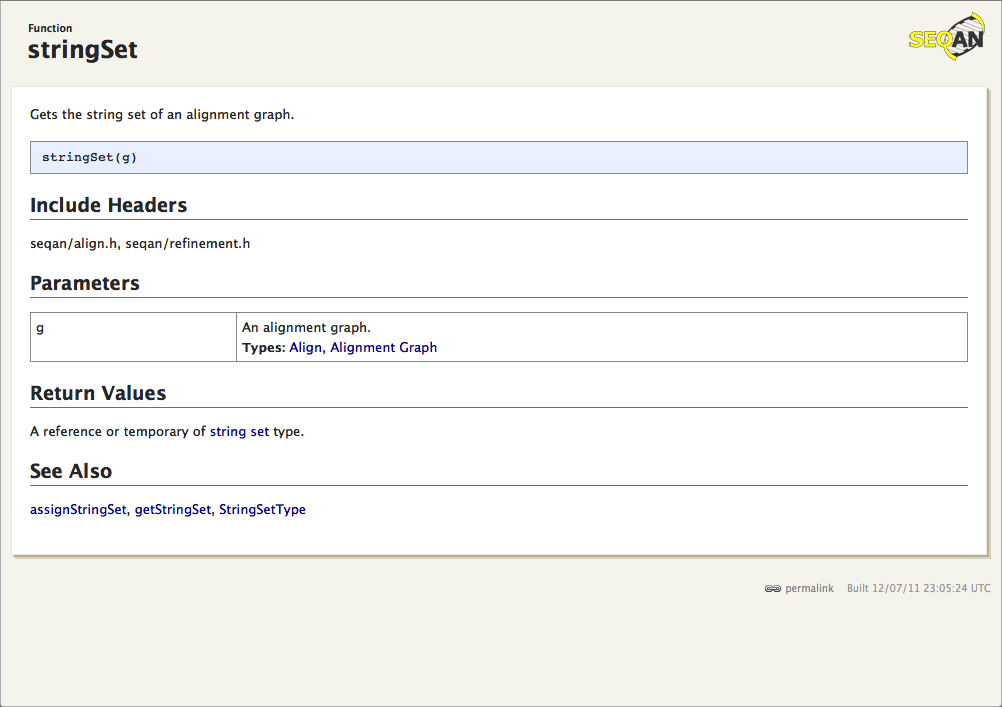 Function
stringSet
SEQAN
Gets the string set of an alignment graph.
stringSet(g)
Include Headers
seqan/align.h, seqan/refinement.h
Parameters
g
An alignment graph.
Types: Align, Alignment Graph
Return Values
A reference or temporary of string set type.
See Also
assignStringSet, getStringSet, StringSetType
permalink Built 12/07/11 23:05:24 UTC